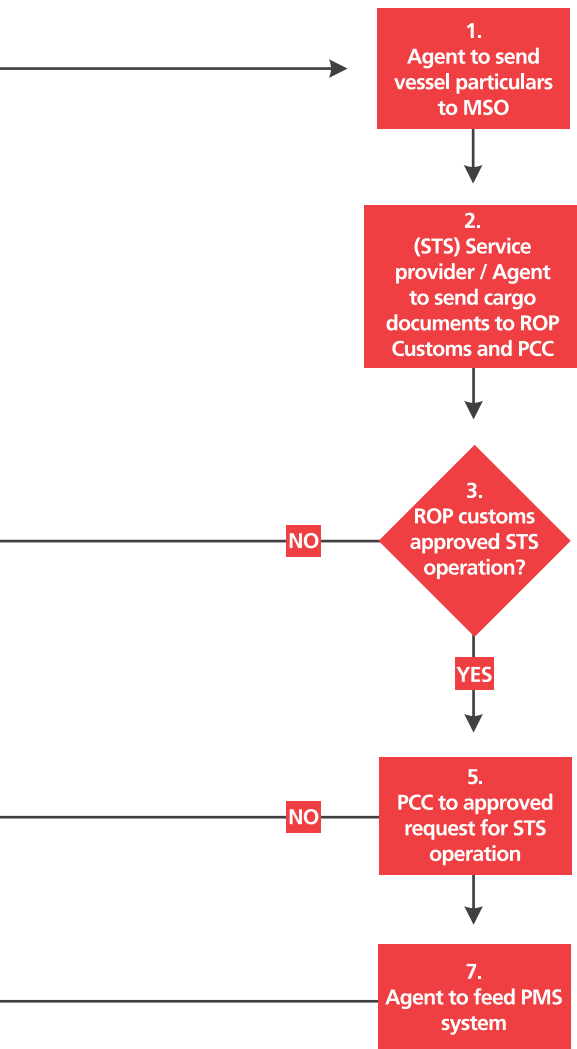 1.
Agent to send
vessel particulars
to MSO
2.
(STS) Service
provider / Agent
to send cargo
documents to ROP
Customs and PCC
3.
ROP customs
approved STS
operation?
NO
YES
5.
PCC to approved
request for STS
operation
NO
7.
Agent to feed PMS
system